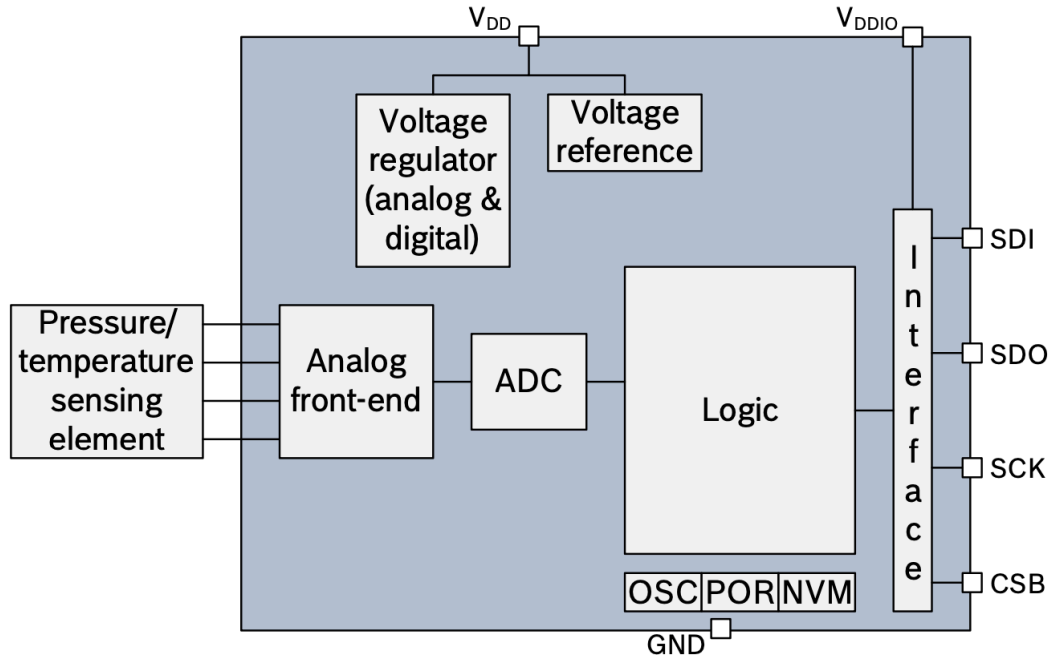 VDD
VDDIO
Voltage
regulator
(analog &
digital)
Voltage
reference
Pressure/
temperature
sensing
element
Analog
front-end
ADC
Logic
Interface
SDI
SDO
SCK
CSB
OSC POR NVM
GND